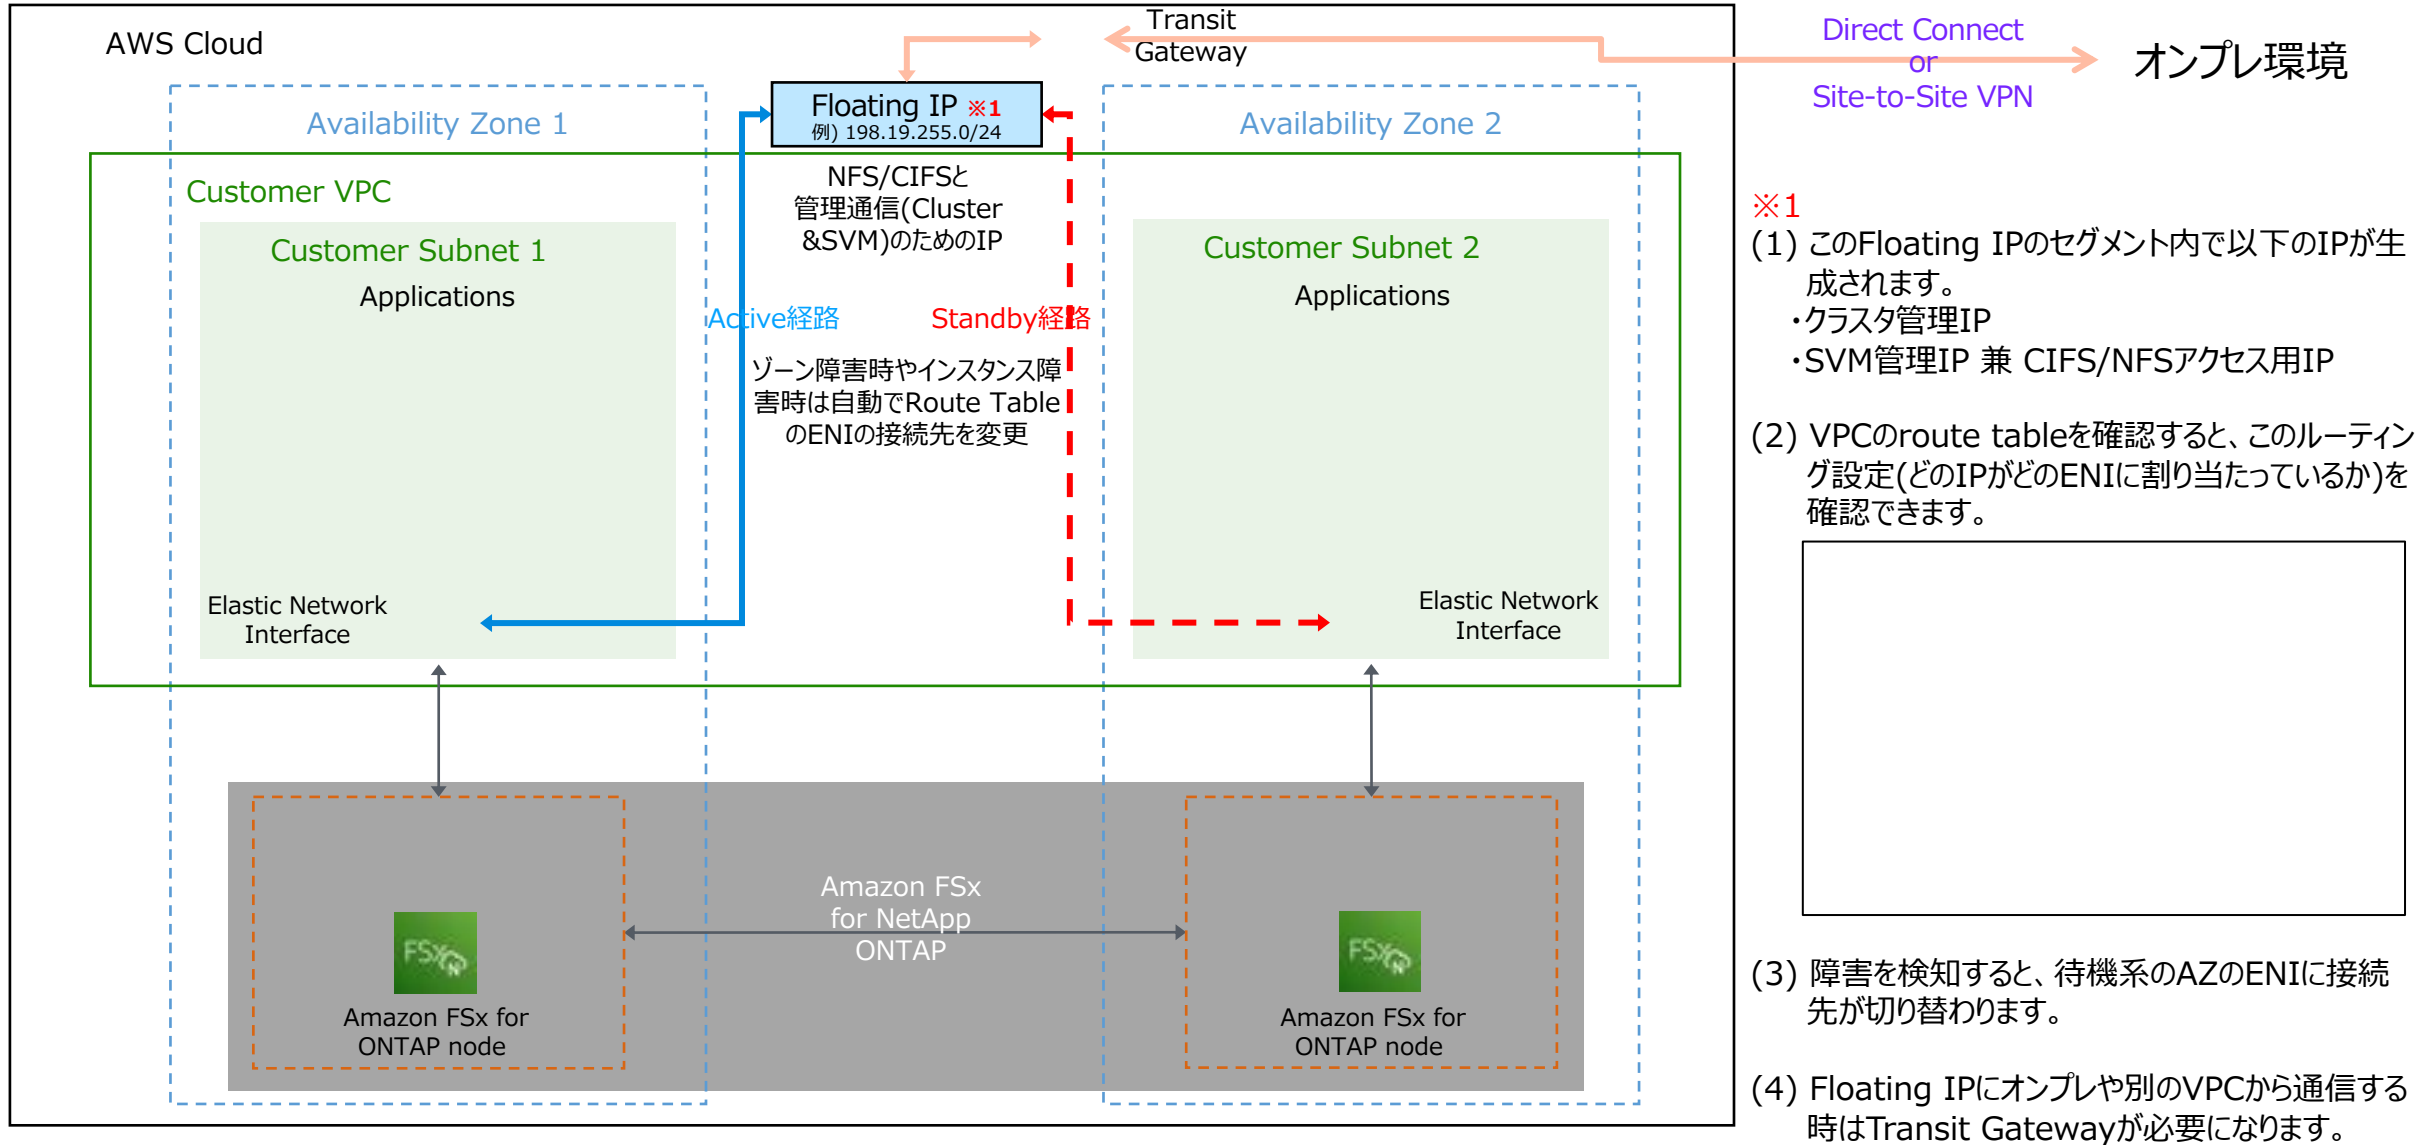 AWS Cloud
Transit
Gateway
Direct Connect
or
Site-to-Site VPN
オンプレ環境
Availability Zone 1
Floating IP ※1
例) 198.19.255.0/24
Availability Zone 2
Customer VPC
NFS/CIFSと
管理通信(Cluster
&SVM)のためのIP
Customer Subnet 1
Applications
Customer Subnet 2
Applications
Active経路
Standby経路
ゾーン障害時やインスタンス障
害時は自動でRoute Table
のENIの接続先を変更
Elastic Network
Interface
Elastic Network
Interface
Amazon FSx
for NetApp
ONTAP
FSx
N
Amazon FSx for
ONTAP node
FSx
N
Amazon FSx for
ONTAP node
※1
(1) このFloating IPのセグメント内で以下のIPが生
成されます。
・クラスタ管理IP
・SVM管理IP 兼 CIFS/NFSアクセス用IP
(2) VPCのroute tableを確認すると、このルーティン
グ設定(どのIPがどのENIに割り当たっているか)を
確認できます。
(3) 障害を検知すると、待機系のAZのENIに接続
先が切り替わります。
(4) Floating IPにオンプレや別のVPCから通信する
時はTransit Gatewayが必要になります。